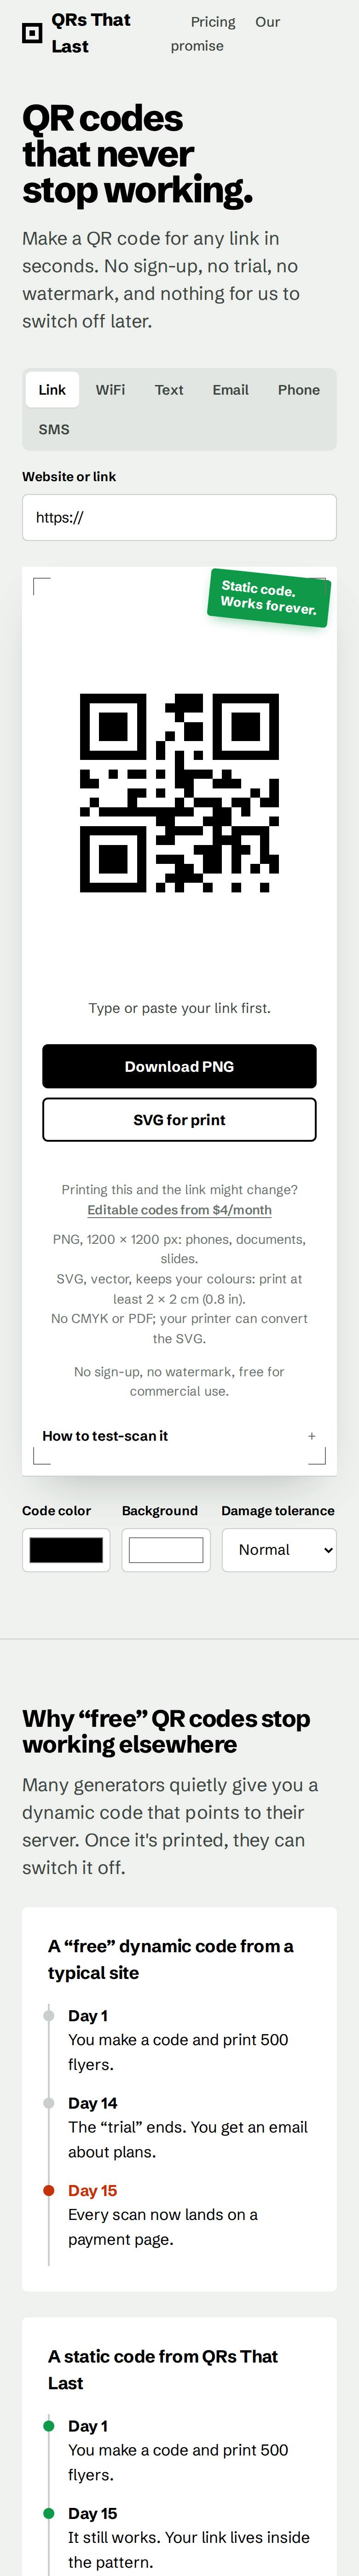 QRs That
Last
Pricing Our
promise
QR codes
that never
stop working.
Make a QR code for any link in
seconds. No sign-up, no trial, no
watermark, and nothing for us to
switch off later.
Link WiFi Text Email Phone
SMS
Website or link
https://
Static code.
Works forever.
Type or paste your link first.
Download PNG
SVG for print
Printing this and the link might change?
Editable codes from $4/month
PNG, 1200 × 1200 px: phones, documents,
slides.
SVG, vector, keeps your colours: print at
least 2 × 2 cm (0.8 in).
No CMYK or PDF; your printer can convert
the SVG.
No sign-up, no watermark, free for
commercial use.
How to test-scan it +
Code color Background Damage tolerance
Normal
Why “free” QR codes stop
working elsewhere
Many generators quietly give you a
dynamic code that points to their
server. Once it's printed, they can
switch it off.
A “free” dynamic code from a
typical site
Day 1
You make a code and print 500
flyers.
Day 14
The “trial” ends. You get an email
about plans.
Day 15
Every scan now lands on a
payment page.
A static code from QRs That
Last
Day 1
You make a code and print 500
flyers.
Day 15
It still works. Your link lives inside
the pattern.